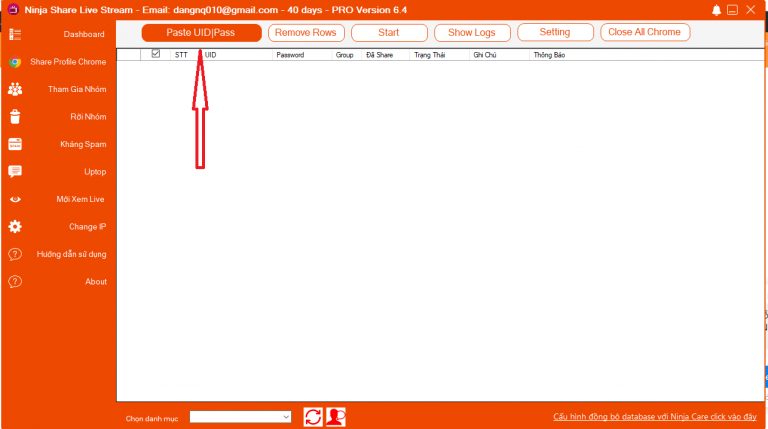 Ninja Share Live Stream - Email: dangnq010@gmail.com - 40 days - PRO Version 6.4
Dashboard
Share Profile Chrome
Tham Gia Nhóm
Rời Nhóm
Kháng Spam
Uptop
Mời Xem Live
Change IP
Hướng dẫn sử dụng
About
Paste UID|Pass
Remove Rows
Start
Show Logs
Setting
Close All Chrome
STT UID Password Group Đã Share Trạng Thái Ghi Chú Thông Báo
Chọn danh mục
Cấu hình đồng bộ database với Ninja Care click vào đây